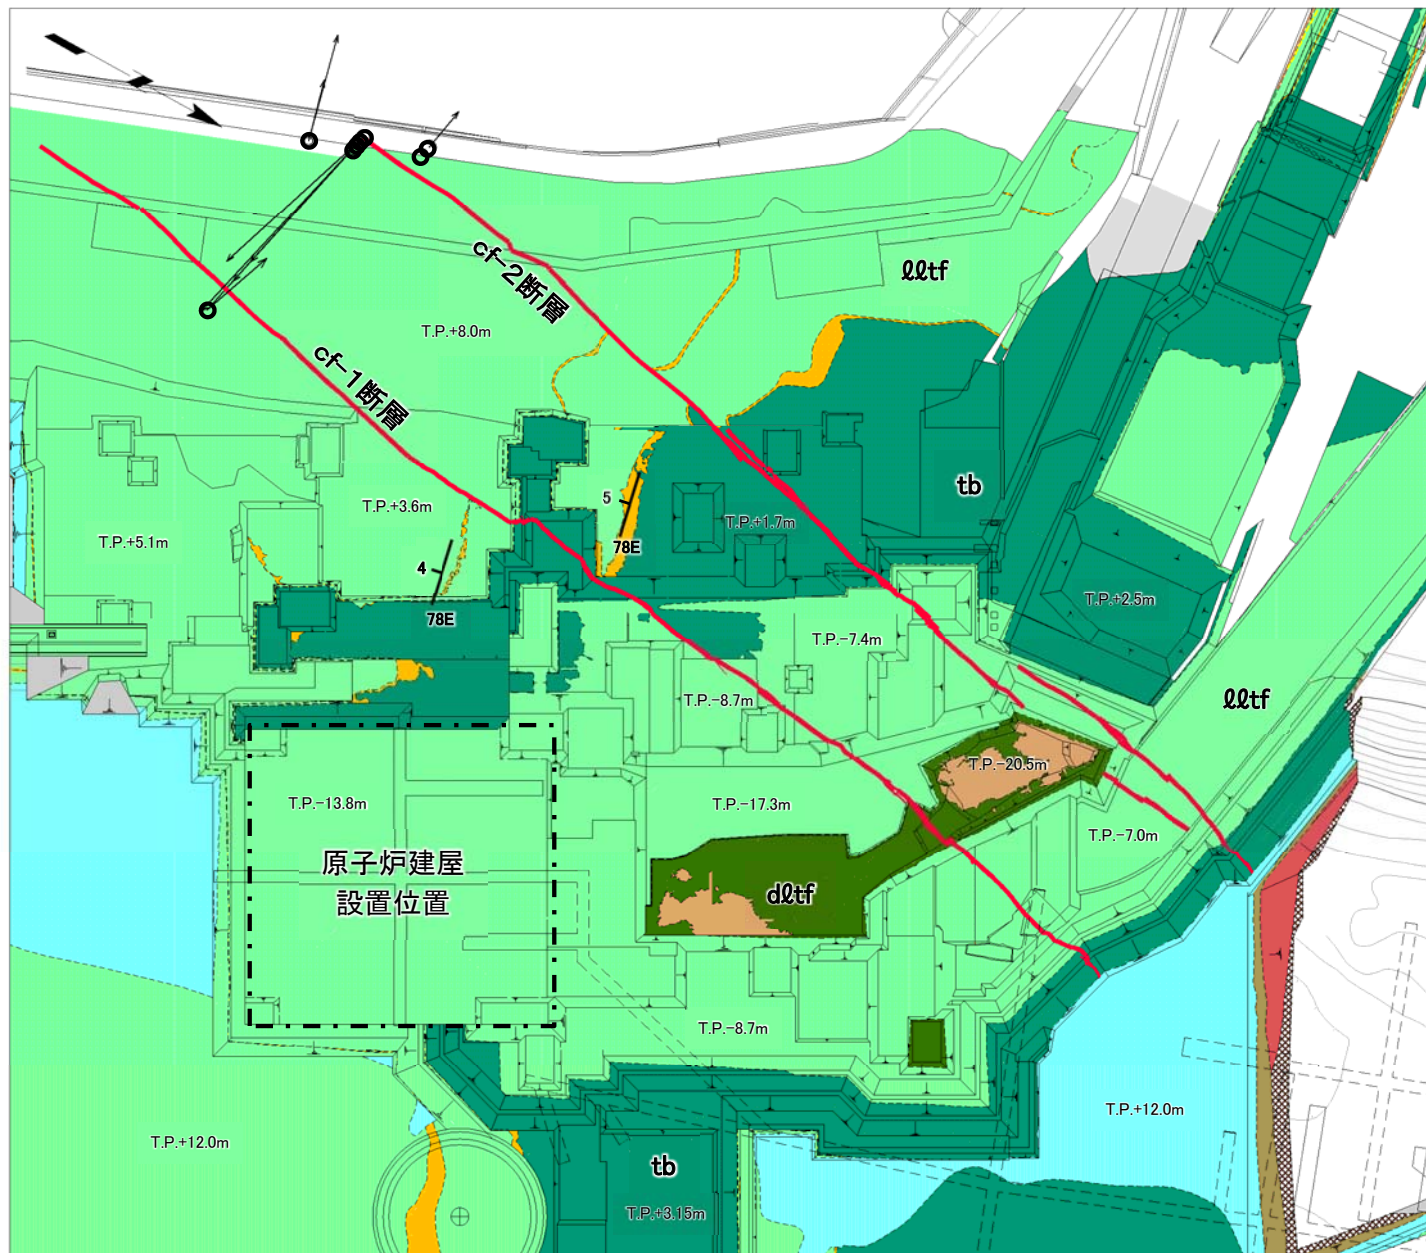 cf-2断層
ℓℓtf
T.P.+8.0m
cf-1断層
tb
5
T.P.+3.6m
T.P.+1.7m
T.P.+5.1m
78E
4
T.P.+2.5m
78E
T.P.-7.4m
T.P.-8.7m
ℓℓtf
T.P.-20.5m
T.P.-13.8m
T.P.-17.3m
T.P.-7.0m
原子炉建屋
設置位置
dℓtf
T.P.-8.7m
T.P.+12.0m
T.P.+12.0m
tb
T.P.+3.15m